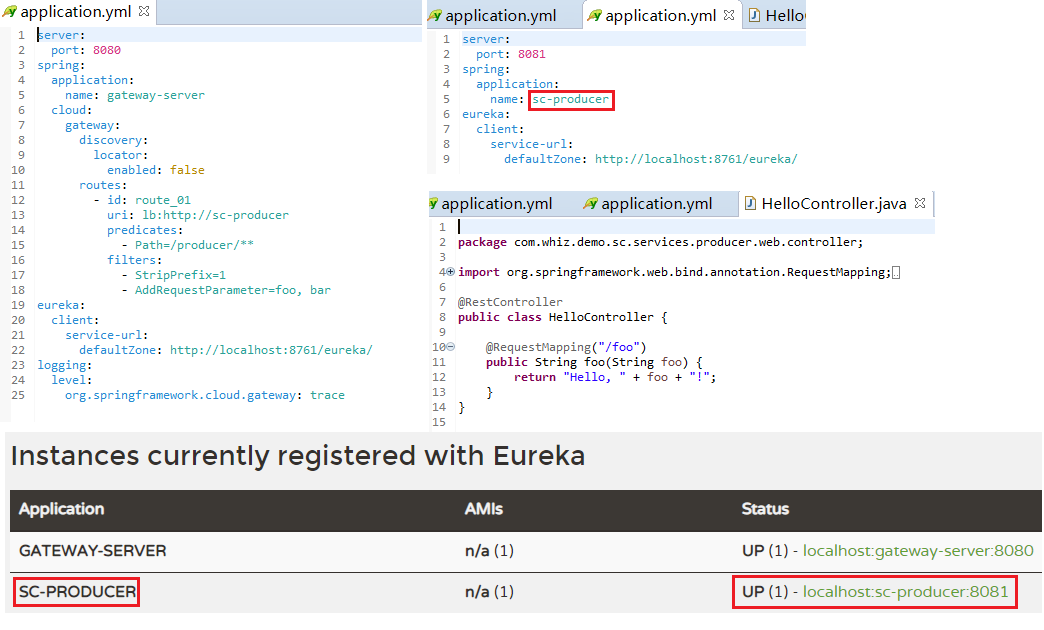 application.yml
1 server:
2   port: 8080
3 spring:
4   application:
5     name: gateway-server
6   cloud:
7     gateway:
8       discovery:
9         locator:
10           enabled: false
11       routes:
12         - id: route_01
13           uri: lb:http://sc-producer
14           predicates:
15             - Path=/producer/**
16           filters:
17             - StripPrefix=1
18             - AddRequestParameter=foo, bar
19 eureka:
20   client:
21     service-url:
22       defaultZone: http://localhost:8761/eureka/
23 logging:
24   level:
25     org.springframework.cloud.gateway: trace
application.yml application.yml Hello
1 server:
2   port: 8081
3 spring:
4   application:
5     name: sc-producer
6 eureka:
7   client:
8     service-url:
9       defaultZone: http://localhost:8761/eureka/
application.yml application.yml HelloController.java
1
2 package com.whiz.demo.sc.services.producer.web.controller;
3
4 import org.springframework.web.bind.annotation.RequestMapping;
6
7 @RestController
8 public class HelloController {
9
10     @RequestMapping("/foo")
11     public String foo(String foo) {
12         return "Hello, " + foo + "!";
13     }
14 }
15
Instances currently registered with Eureka
Application AMIs Status
GATEWAY-SERVER n/a (1) UP (1) - localhost:gateway-server:8080
SC-PRODUCER n/a (1) UP (1) - localhost:sc-producer:8081